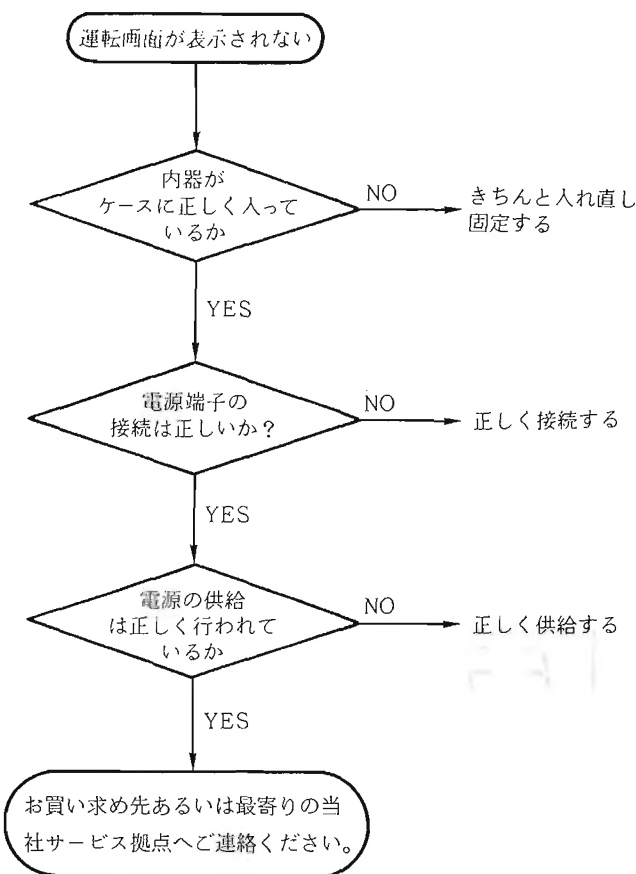 運転画面が表示されない
内器が
ケースに正しく入って
いるか
NO
きちんと入れ直し
固定する
YES
電源端子の
接続は正しいか？
NO
正しく接続する
YES
電源の供給
は正しく行われて
いるか
NO
正しく供給する
YES
お買い求め先あるいは最寄りの当
社サービス拠点へご連絡ください。